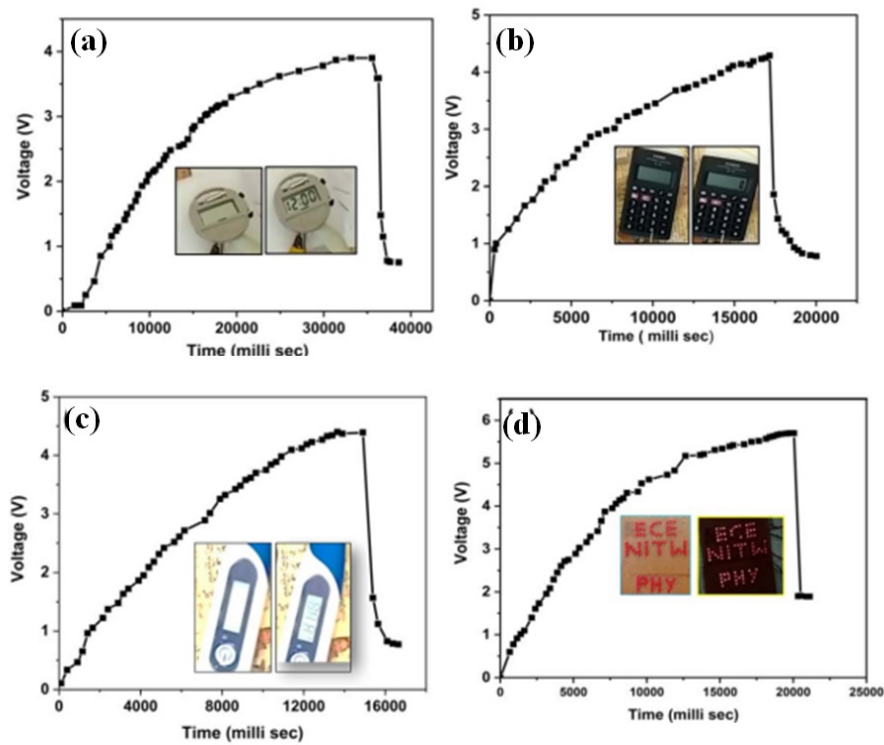 (a)
Voltage (V)
5
4
3
2
1
0
12:00
0 10000 20000 30000 40000
Time (milli sec)
(b)
Voltage (V)
5
4
3
2
1
0
0
0 5000 10000 15000 20000
Time ( milli sec)
(c)
Voltage (V)
5
4
3
2
1
0
0 4000 8000 12000 16000
Time (milli sec)
(d)
Voltage (V)
6
5
4
3
2
1
0
ECE
NITW
PHY
ECE
NITW
PHY
0 5000 10000 15000 20000 25000
Time (milli sec)